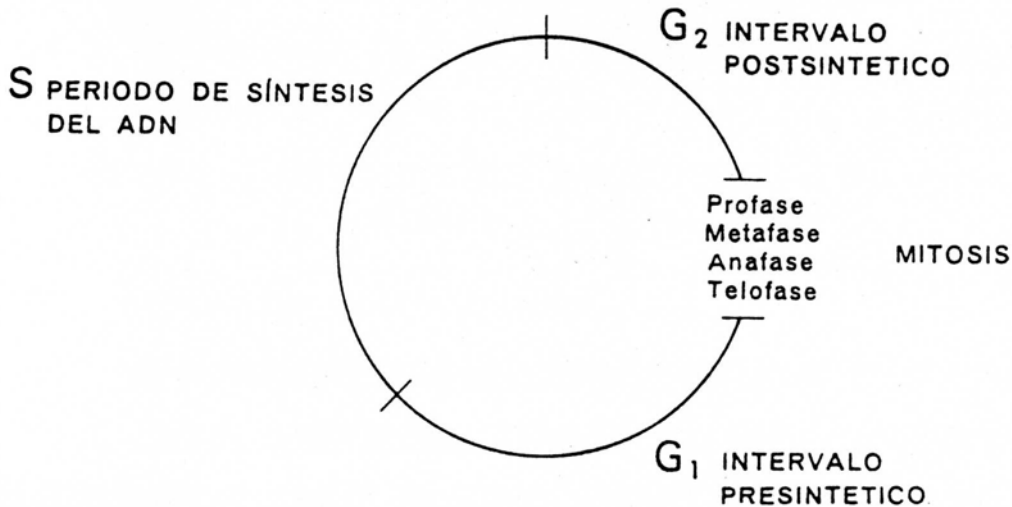 G₂ INTERVALO
POSTSINTETICO
S PERIODO DE SÍNTESIS
DEL ADN
Profase
Metafase
Anafase
Telofase
MITOSIS
G₁ INTERVALO
PRESINTETICO